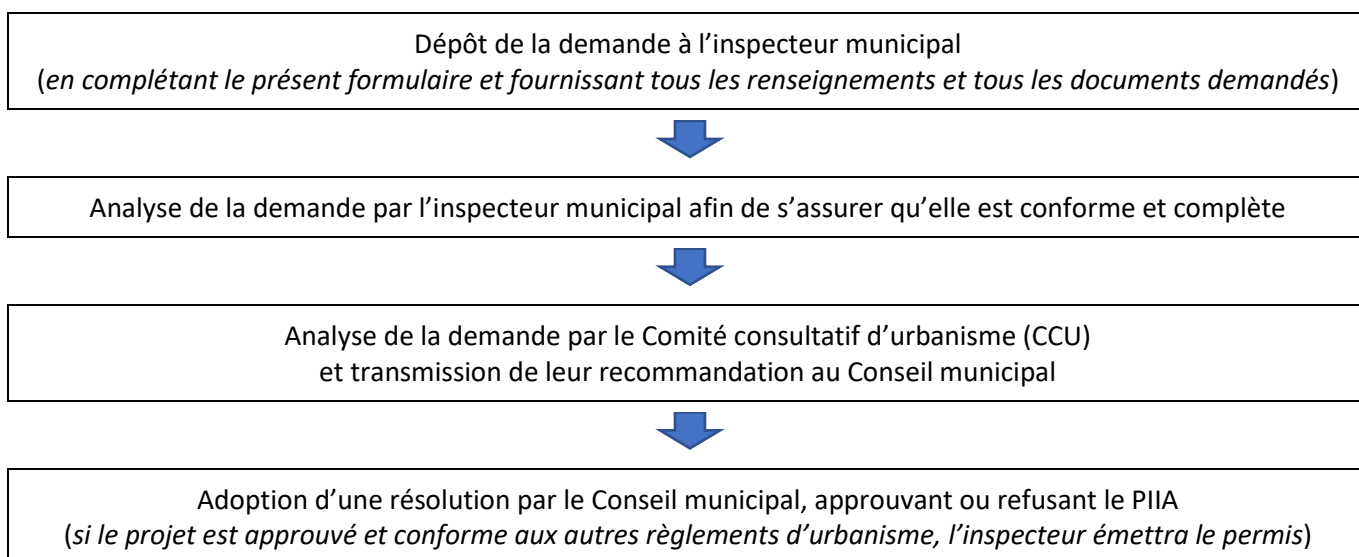 Dépôt de la demande à l’inspecteur municipal
(en complétant le présent formulaire et fournissant tous les renseignements et tous les documents demandés)
Analyse de la demande par l’inspecteur municipal afin de s’assurer qu’elle est conforme et complète
Analyse de la demande par le Comité consultatif d’urbanisme (CCU)
et transmission de leur recommandation au Conseil municipal
Adoption d’une résolution par le Conseil municipal, approuvant ou refusant le PIIA
(si le projet est approuvé et conforme aux autres règlements d’urbanisme, l’inspecteur émettra le permis)